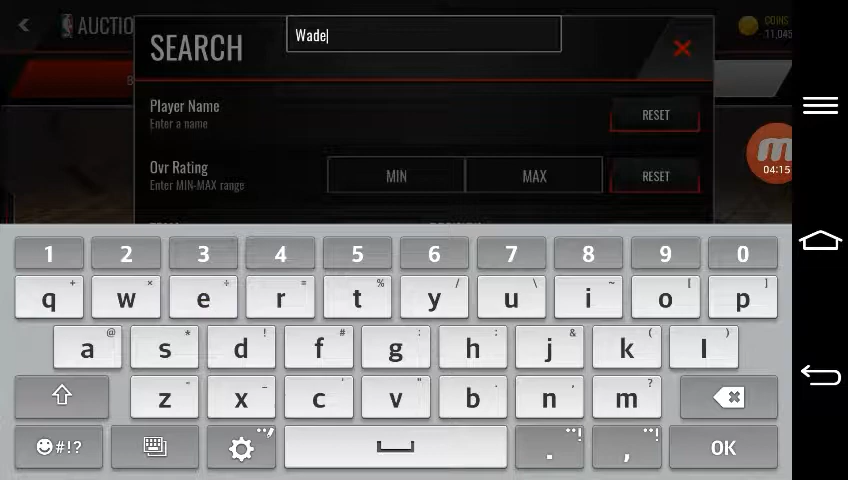 AUCTIO
SEARCH
Wade
COINS
11,045
B
Player Name
Enter a name
RESET
Ovr Rating
Enter MIN-MAX range
MIN
MAX
RESET
04:15
1 2 3 4 5 6 7 8 9 0
q + w × e ÷ r = t % y / u \ i ~ o [ p ]
a @ s * d ! f # g : h ; j & k ( l )
z - x _ c ' v " b . n , m ?
#!? . , OK